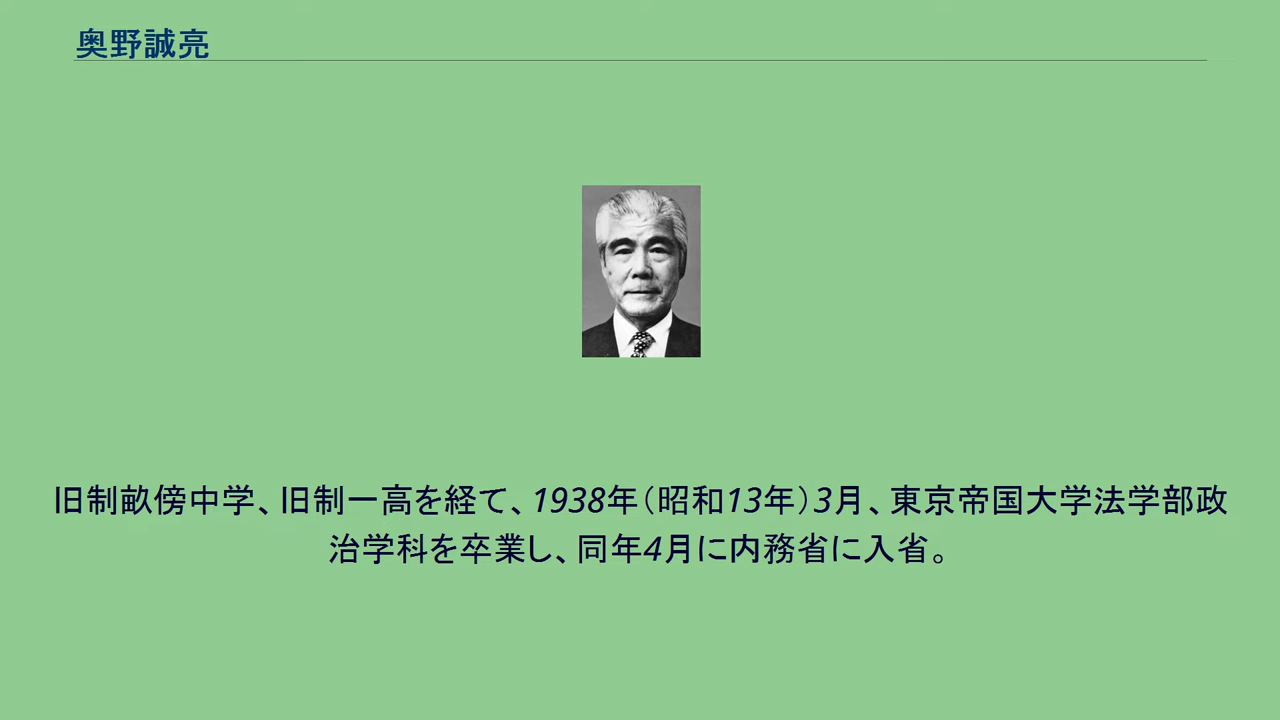 奥野誠亮
旧制畝傍中学、旧制一高を経て、1938年（昭和13年）3月、東京帝国大学法学部政
治学科を卒業し、同年4月に内務省に入省。